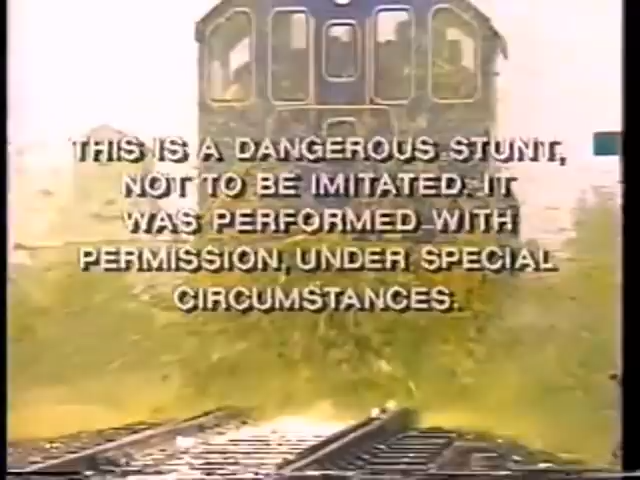 THIS IS A DANGEROUS STUNT,
NOT TO BE IMITATED. IT
WAS PERFORMED WITH
PERMISSION, UNDER SPECIAL
CIRCUMSTANCES.